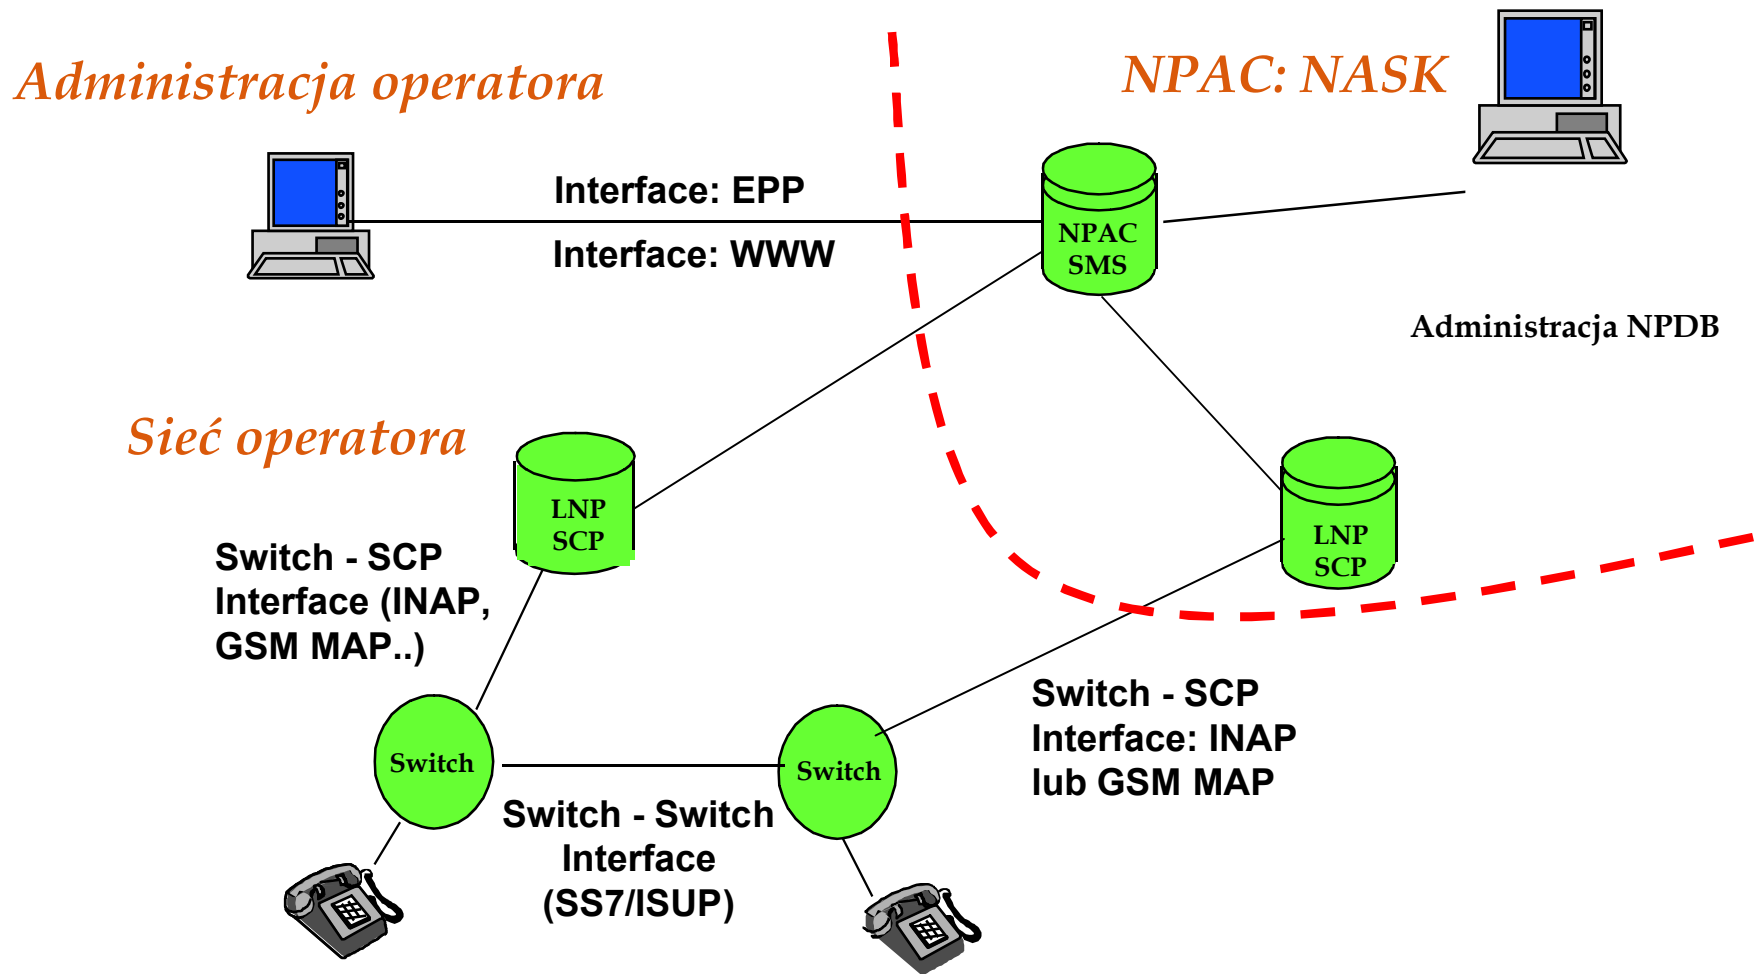 Administracja operatora
NPAC: NASK
Interface: EPP
Interface: WWW
NPAC
SMS
Administracja NPDB
Sieć operatora
LNP
SCP
LNP
SCP
Switch - SCP
Interface (INAP,
GSM MAP..)
Switch - SCP
Interface: INAP
lub GSM MAP
Switch
Switch
Switch - Switch
Interface
(SS7/ISUP)